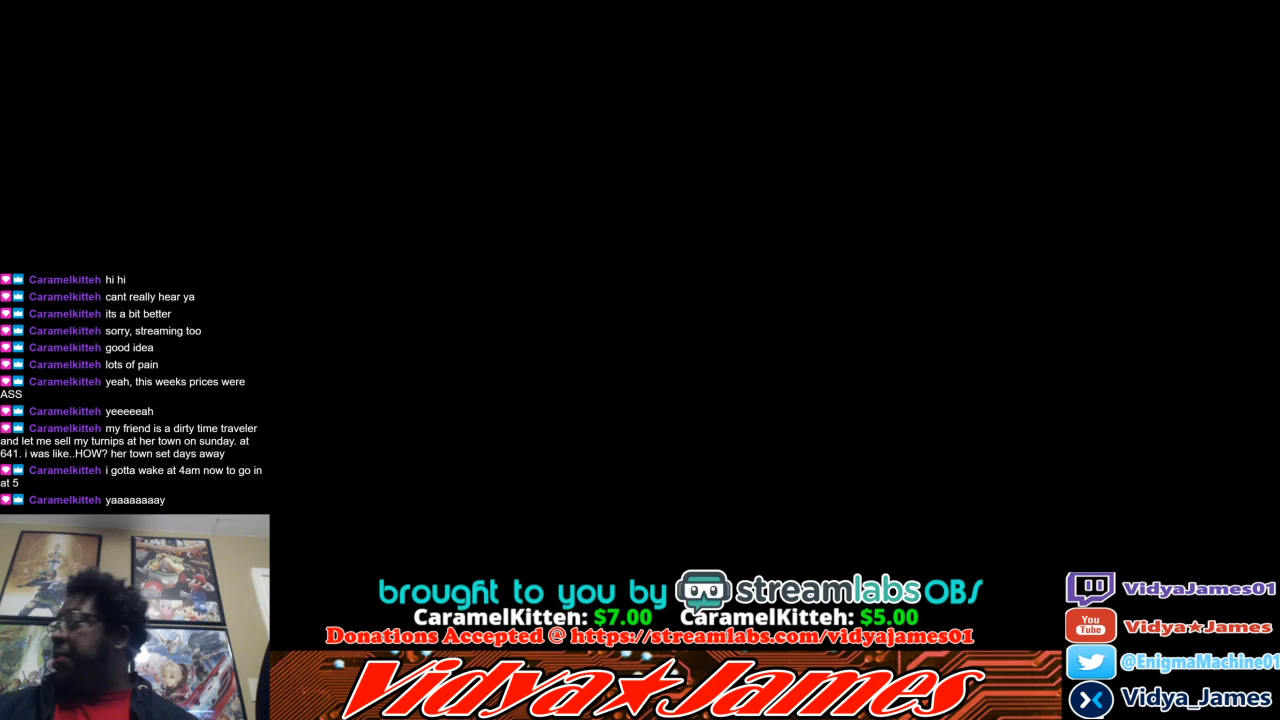 Caramelkitteh hi hi
Caramelkitteh cant really hear ya
Caramelkitteh its a bit better
Caramelkitteh sorry, streaming too
Caramelkitteh good idea
Caramelkitteh lots of pain
Caramelkitteh yeah, this weeks prices were
ASS
Caramelkitteh yeeeeeah
Caramelkitteh my friend is a dirty time traveler
and let me sell my turnips at her town on sunday. at
641. i was like..HOW? her town set days away
Caramelkitteh i gotta wake at 4am now to go in
at 5
Caramelkitteh yaaaaaaaay
brought to you by streamlabs OBS
CaramelKitten: $7.00 CaramelKitteh: $5.00
Donations Accepted @ https://streamlabs.com/vidyajames01
Vidya★James
VidyaJames01
You Tube Vidya★James
@EnigmaMachine01
Vidya_James